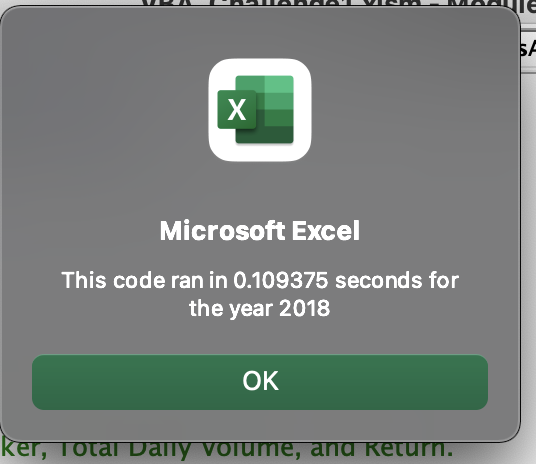 VBA_Challenge1.xlsm - Module
sA
X
Microsoft Excel
This code ran in 0.109375 seconds for
the year 2018
OK
ker, Total Daily Volume, and Return.